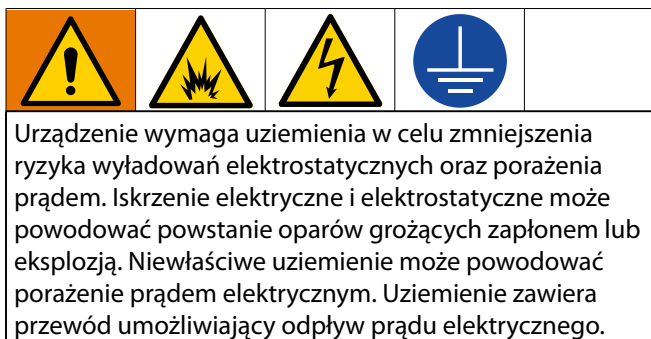 Urządzenie wymaga uziemienia w celu zmniejszenia
ryzyka wyładowań elektrostatycznych oraz porażenia
prądem. Iskrzenie elektryczne i elektrostatyczne może
powodować powstanie oparów grożących zapłonem lub
eksplozją. Niewłaściwe uziemienie może powodować
porażenie prądem elektrycznym. Uziemienie zawiera
przewód umożliwiający odpływ prądu elektrycznego.